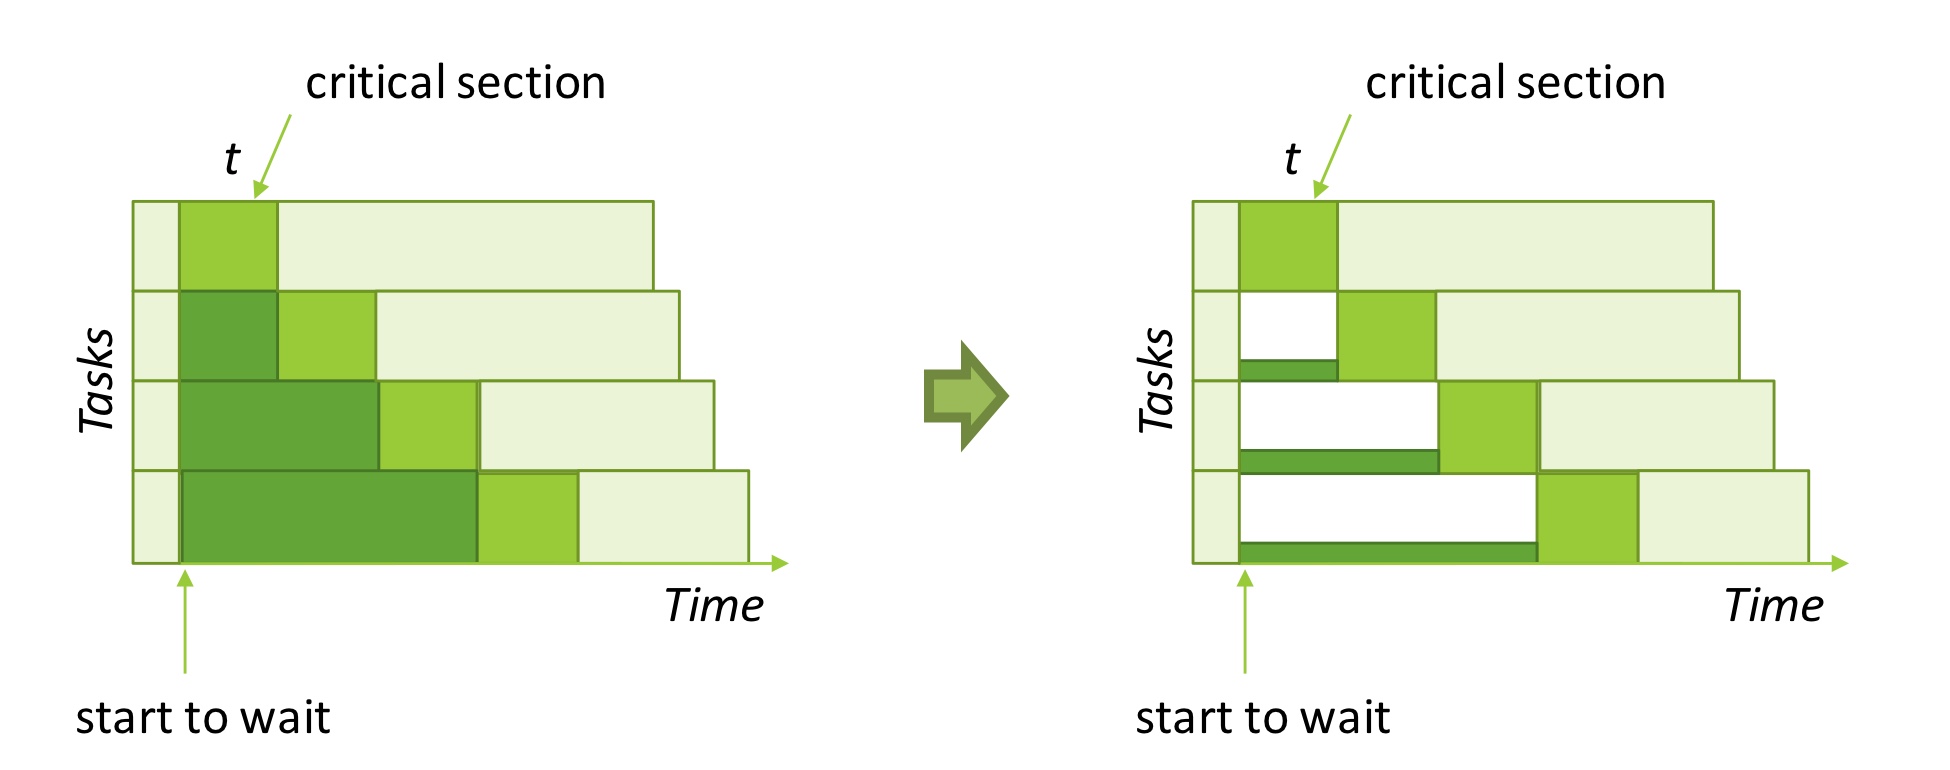 critical section
t
Tasks
Time
start to wait
critical section
t
Tasks
Time
start to wait